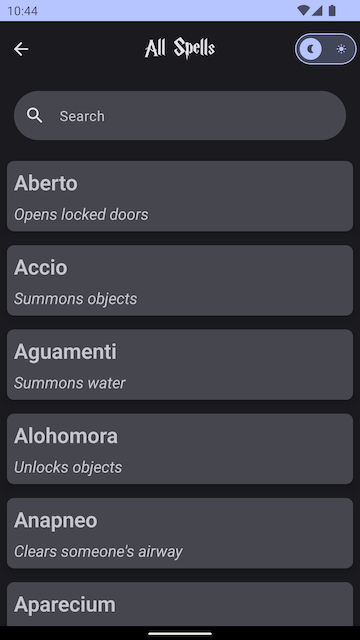 10:44
All Spells
Search
Aberto
Opens locked doors
Accio
Summons objects
Aguamenti
Summons water
Alohomora
Unlocks objects
Anapneo
Clears someone's airway
Aparecium